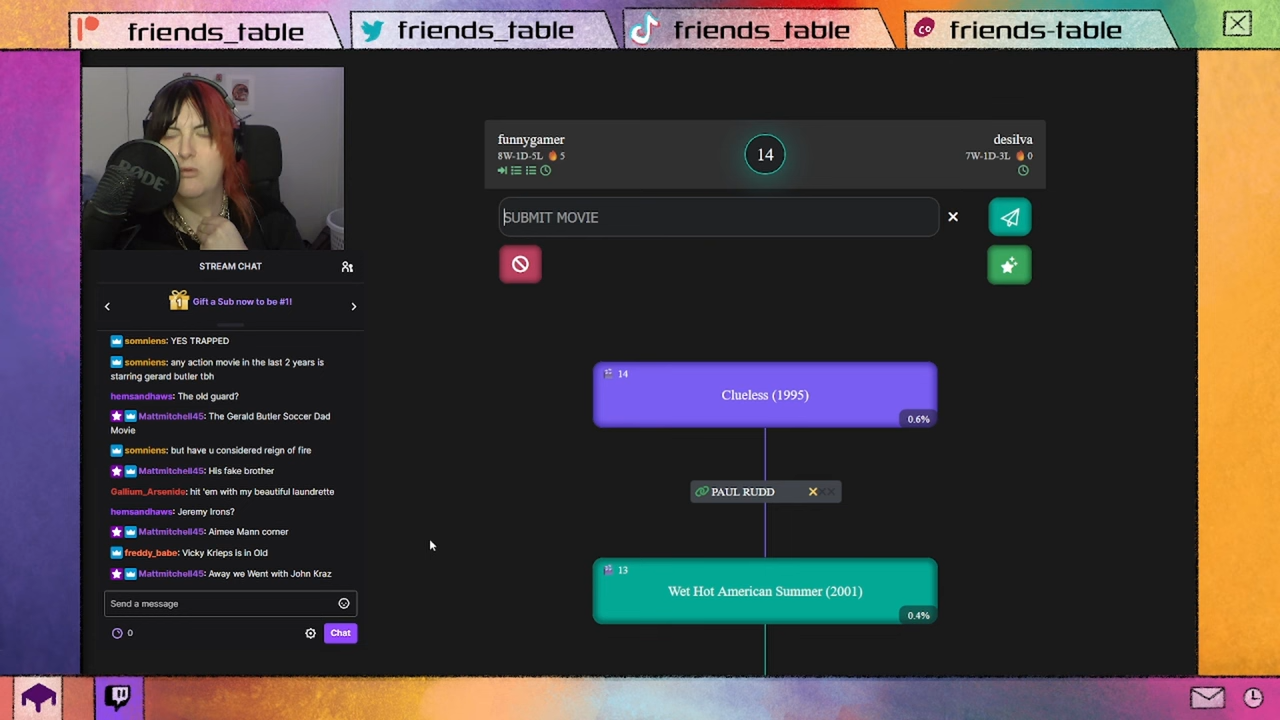 friends_table
friends_table
friends_table
friends-table
RØDE
STREAM CHAT
1
Gift a Sub now to be #1!
somniens: YES TRAPPED
somniens: any action movie in the last 2 years is
starring gerard butler tbh
hemsandhaws: The old guard?
Mattmitchell45: The Gerald Butler Soccer Dad
Movie
somniens: but have u considered reign of fire
Mattmitchell45: His fake brother
Gallium_Arsenide: hit 'em with my beautiful laundrette
hemsandhaws: Jeremy Irons?
Mattmitchell45: Aimee Mann corner
freddy_babe: Vicky Krieps is in Old
Mattmitchell45: Away we Went with John Kraz
Send a message
0
Chat
funnygamer
8W-1D-5L 5
14
desilva
7W-1D-3L 0
SUBMIT MOVIE
14
Clueless (1995)
0.6%
PAUL RUDD
13
Wet Hot American Summer (2001)
0.4%